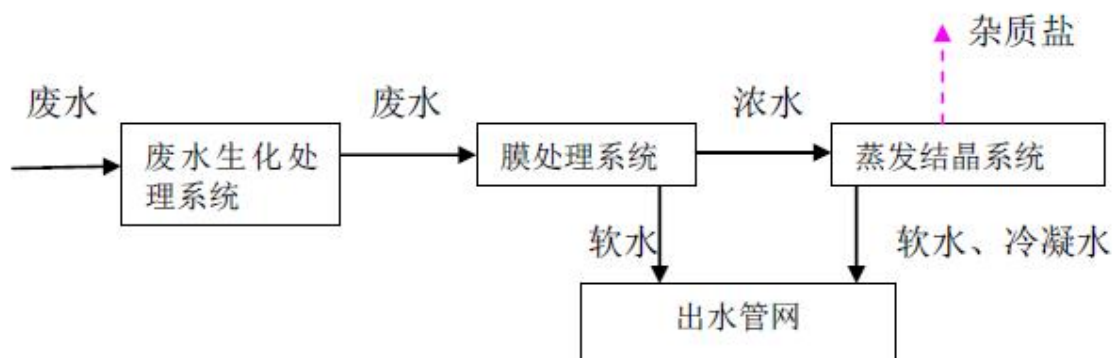 杂质盐
废水
废水
浓水
废水生化处
理系统
膜处理系统
蒸发结晶系统
软水
软水、冷凝水
出水管网